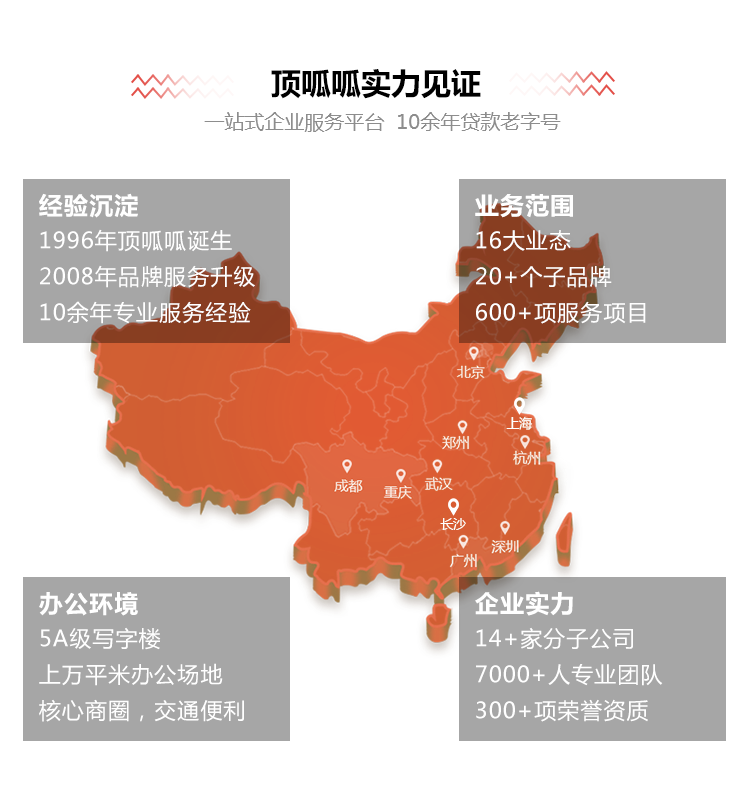 顶呱呱实力见证
一站式企业服务平台 10余年贷款老字号
经验沉淀
1996年顶呱呱诞生
2008年品牌服务升级
10余年专业服务经验
业务范围
16大业态
20+个子品牌
600+项服务项目
北京
上海
郑州
杭州
成都
重庆
武汉
长沙
深圳
广州
办公环境
5A级写字楼
上万平米办公场地
核心商圈，交通便利
企业实力
14+家分子公司
7000+人专业团队
300+项荣誉资质